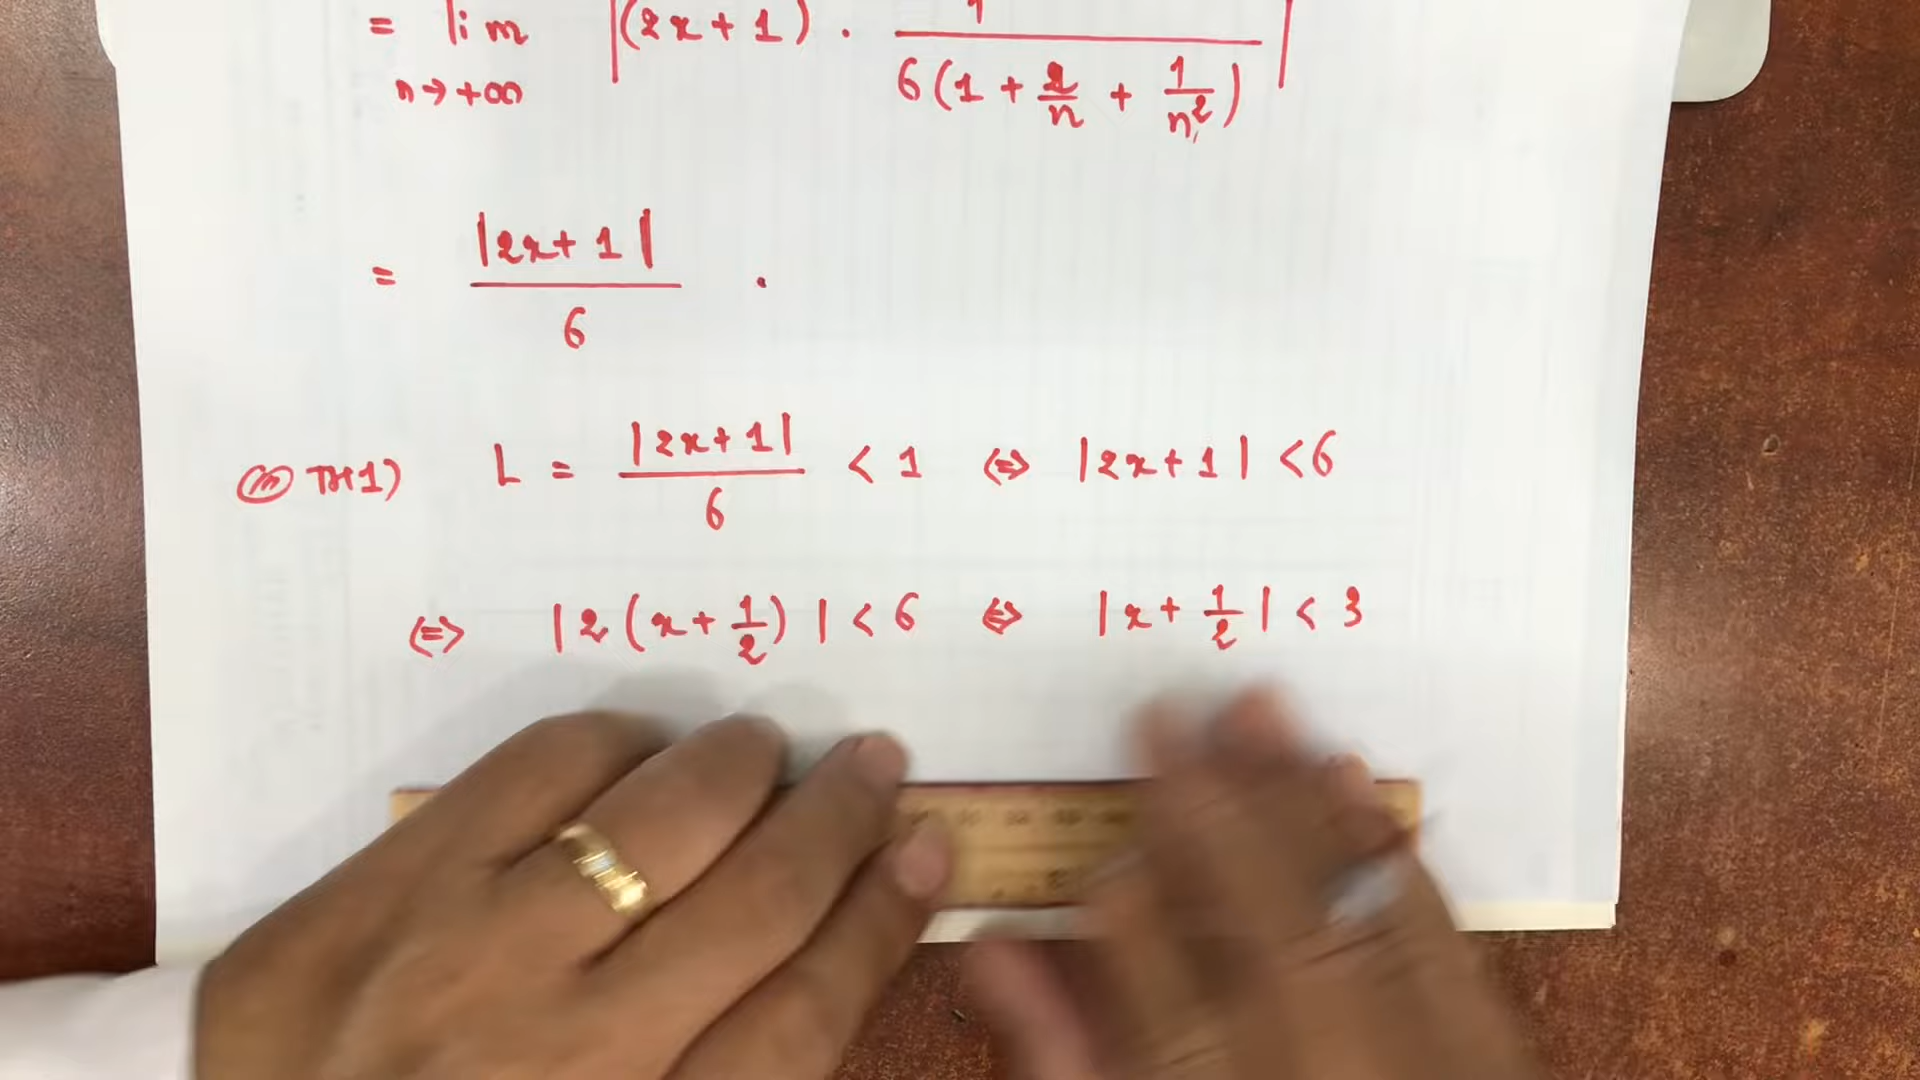 = lim |(2x+1) · 1/6(1 + 2/n + 1/n²)|
n→+∞
= |2x+1|/6 .
TH1) L = |2x+1|/6 < 1 ⇔ |2x+1| < 6
⇔ |2(x+1/2)| < 6 ⇔ |x+1/2| < 3